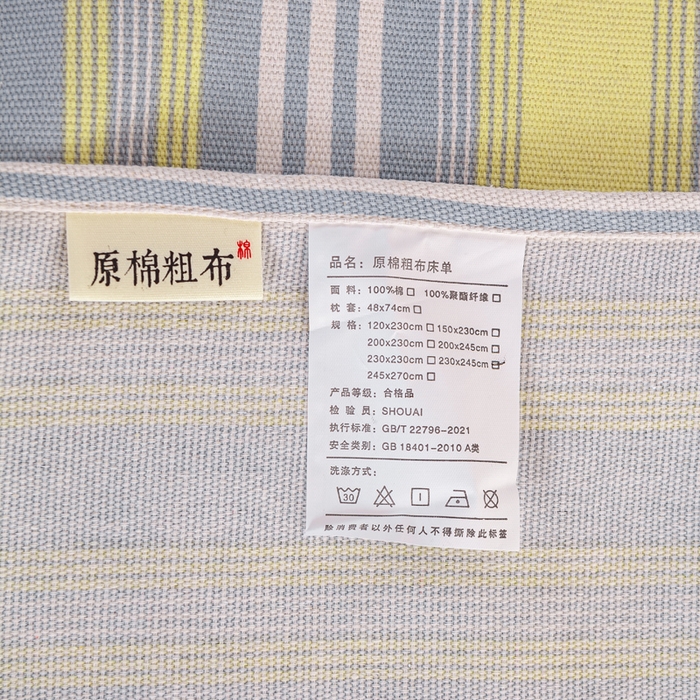 原棉粗布
棉
品名：原棉粗布床单
面 料：100%棉 □ 100%聚酯纤维 □
枕 套：48x74cm □
规 格：120x230cm □ 150x230cm □
200x230cm □ 200x245cm □
230x230cm □ 230x245cm ☑
245x270cm □
产品等级：合格品
检 验 员：SHOUAI
执行标准：GB/T 22796-2021
安全类别：GB 18401-2010 A类
洗涤方式：
30
除消费者以外任何人不得撕除此标签